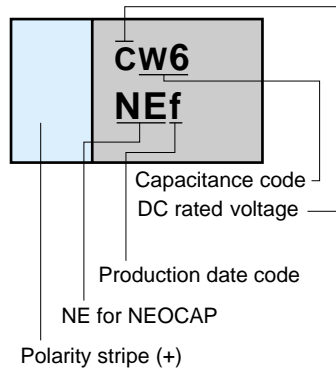 CW6
NEf
Capacitance code
DC rated voltage
Production date code
NE for NEOCAP
Polarity stripe (+)